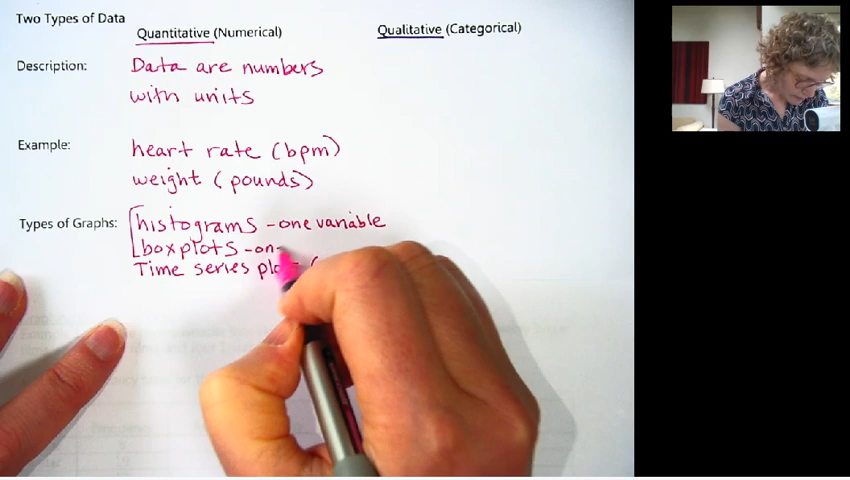 Two Types of Data
Quantitative (Numerical)
Qualitative (Categorical)
Description:
Data are numbers
with units
Example:
heart rate (bpm)
weight (pounds)
Types of Graphs:
histograms - one variable
boxplots - on
Time series